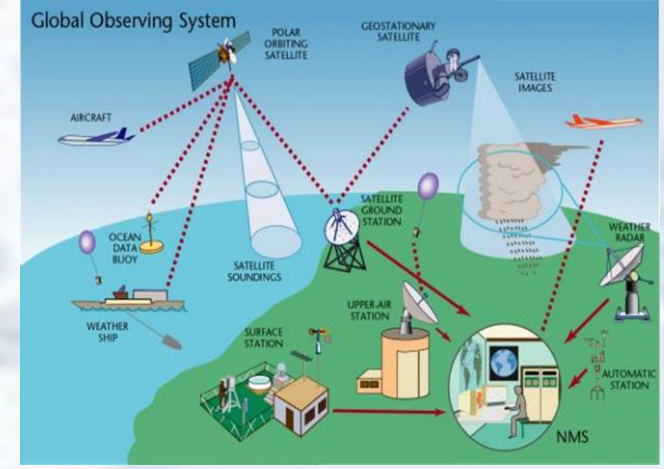 Global Observing System
POLAR
ORBITING
SATELLITE
GEOSTATIONARY
SATELLITE
SATELLITE
IMAGES
AIRCRAFT
OCEAN
DATA
BUOY
SATELLITE
SOUNDINGS
SATELLITE
GROUND
STATION
WEATHER
RADAR
WEATHER
SHIP
UPPER-AIR
STATION
SURFACE
STATION
AUTOMATIC
STATION
NMS